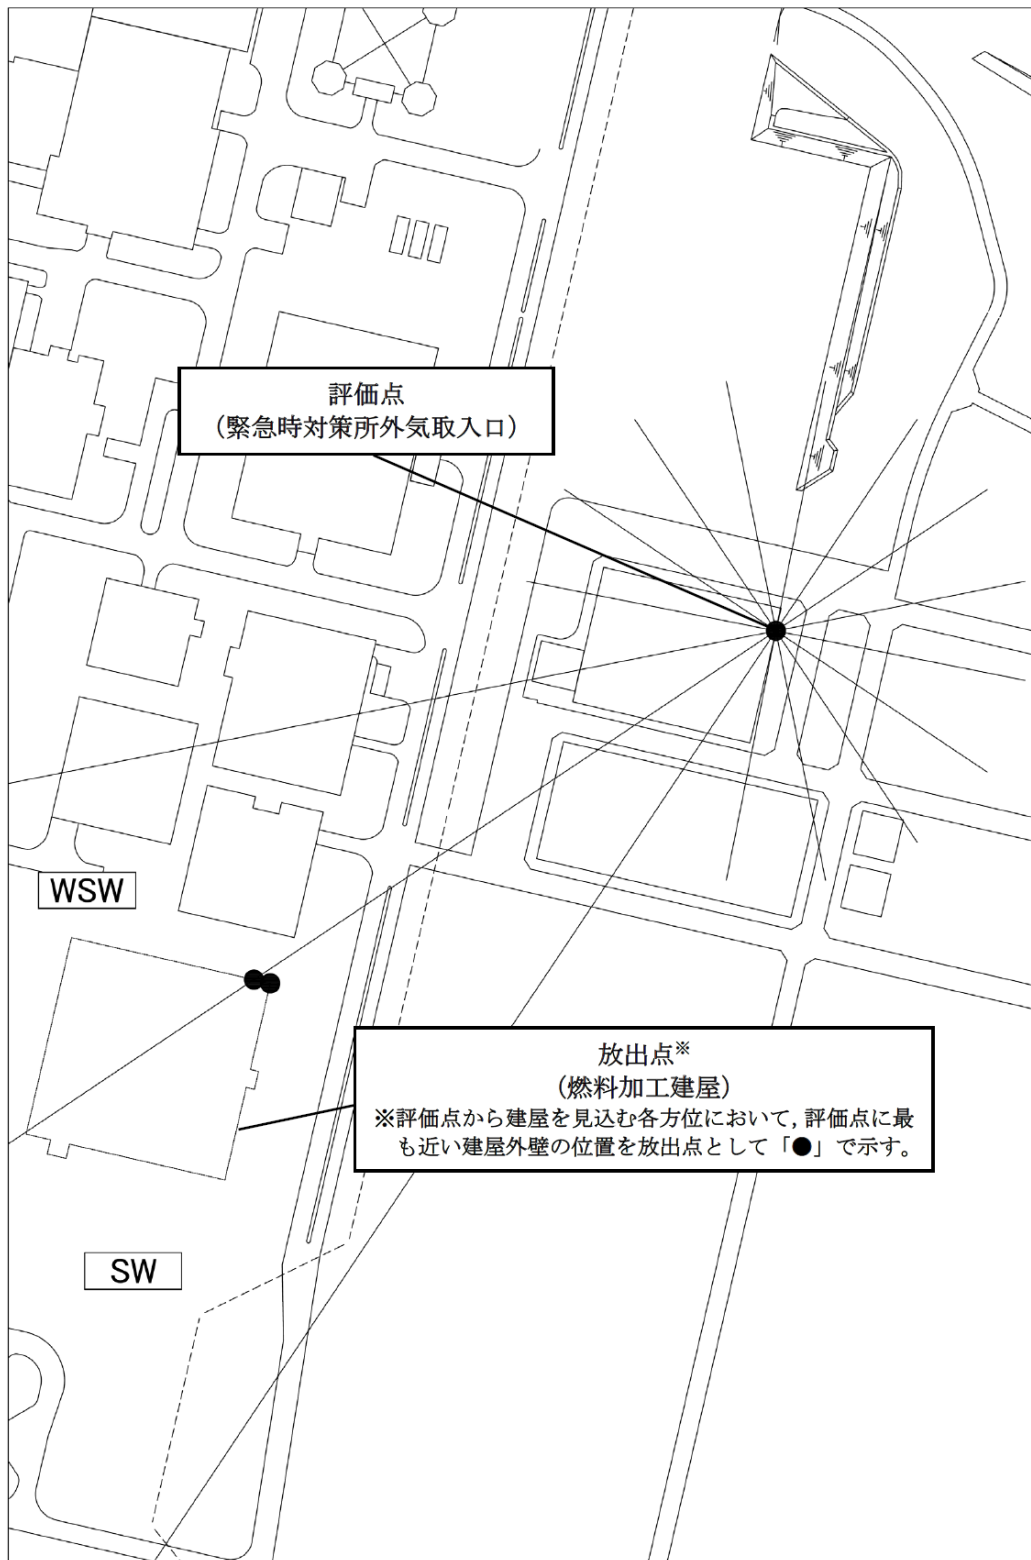 評価点
（緊急時対策所外気取入口）
WSW
放出点※
（燃料加工建屋）
※評価点から建屋を見込む各方位において，評価点に最
も近い建屋外壁の位置を放出点として「●」で示す。
SW